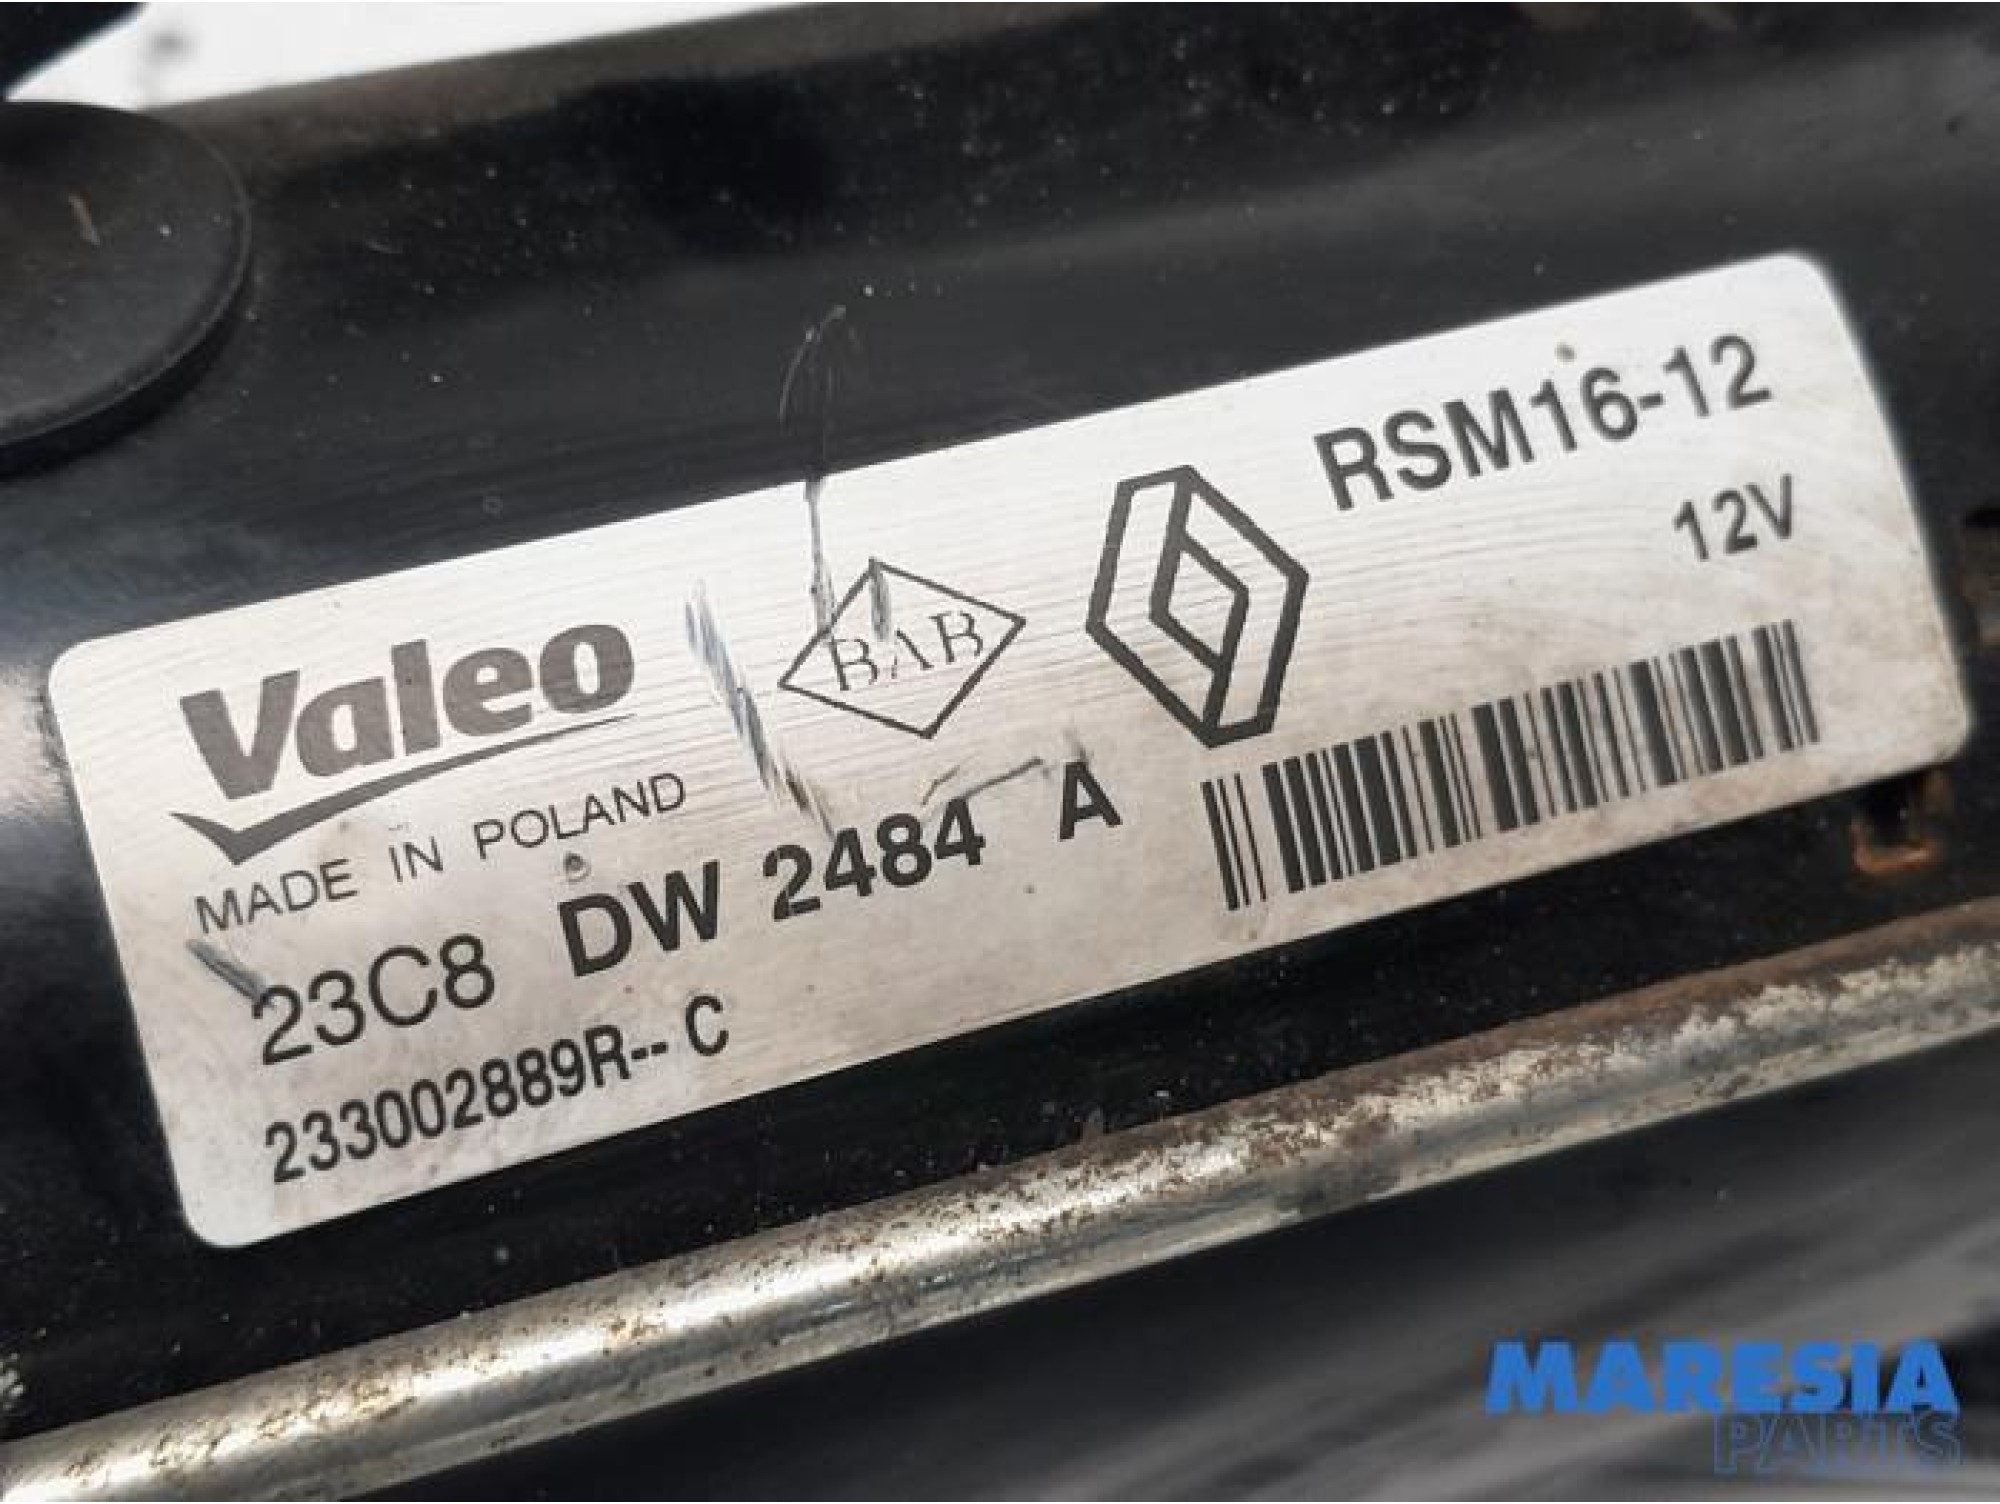 Valeo
MADE IN POLAND
BAB
RSM16-12
12V
23C8 DW 2484 A
233002889R-- C
MARESIA
PARTS